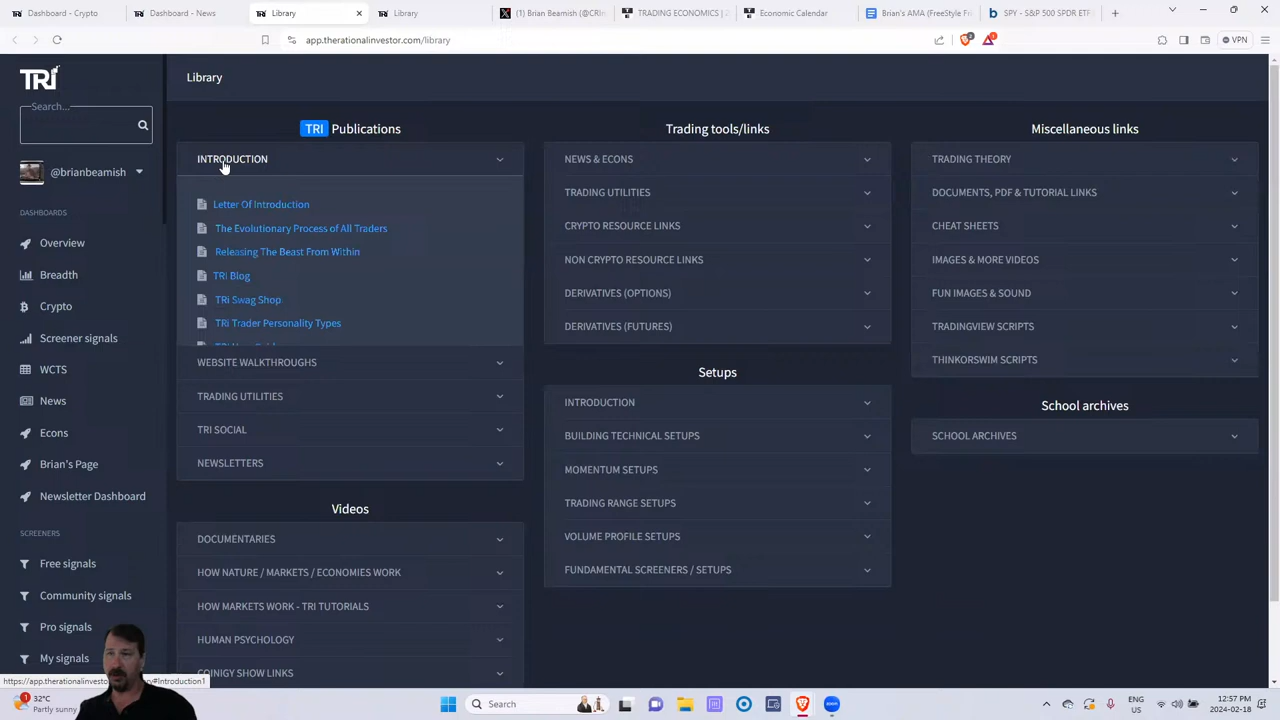 Dashboard - Crypto
Dashboard - News
Library
Library
Brian Beamish (@CRI
TRADING ECONOMICS | 2
Economic Calendar
Brian's AMA (FreeStyle Fri
SPY - S&P 500 SPDR ETF
app.therationalinvestor.com/library
VPN
TRi
Search...
@brianbeamish
DASHBOARDS
Overview
Breadth
Crypto
Screener signals
WCTS
News
Econs
Brian's Page
Newsletter Dashboard
SCREENERS
Free signals
Community signals
Pro signals
My signals
Library
TRI Publications
INTRODUCTION
Letter Of Introduction
The Evolutionary Process of All Traders
Releasing The Beast From Within
TRi Blog
TRi Swag Shop
TRi Trader Personality Types
WEBSITE WALKTHROUGHS
TRADING UTILITIES
TRI SOCIAL
NEWSLETTERS
Videos
DOCUMENTARIES
HOW NATURE / MARKETS / ECONOMIES WORK
HOW MARKETS WORK - TRI TUTORIALS
HUMAN PSYCHOLOGY
COINIGY SHOW LINKS
Trading tools/links
NEWS & ECONS
TRADING UTILITIES
CRYPTO RESOURCE LINKS
NON CRYPTO RESOURCE LINKS
DERIVATIVES (OPTIONS)
DERIVATIVES (FUTURES)
Setups
INTRODUCTION
BUILDING TECHNICAL SETUPS
MOMENTUM SETUPS
TRADING RANGE SETUPS
VOLUME PROFILE SETUPS
FUNDAMENTAL SCREENERS / SETUPS
Miscellaneous links
TRADING THEORY
DOCUMENTS, PDF & TUTORIAL LINKS
CHEAT SHEETS
IMAGES & MORE VIDEOS
FUN IMAGES & SOUND
TRADINGVIEW SCRIPTS
THINKORSWIM SCRIPTS
School archives
SCHOOL ARCHIVES
https://app.therationalinvest
rary#Introduction1
32°C
Partly sunny
Search
zoom
ENG
US
12:57 PM
2024-02-18